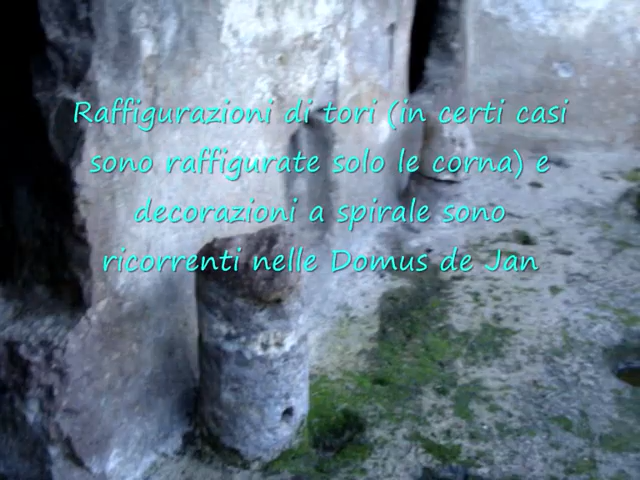 Raffigurazioni di tori (in certi casi
sono raffigurate solo le corna) e
decorazioni a spirale sono
ricorrenti nelle Domus de Jan